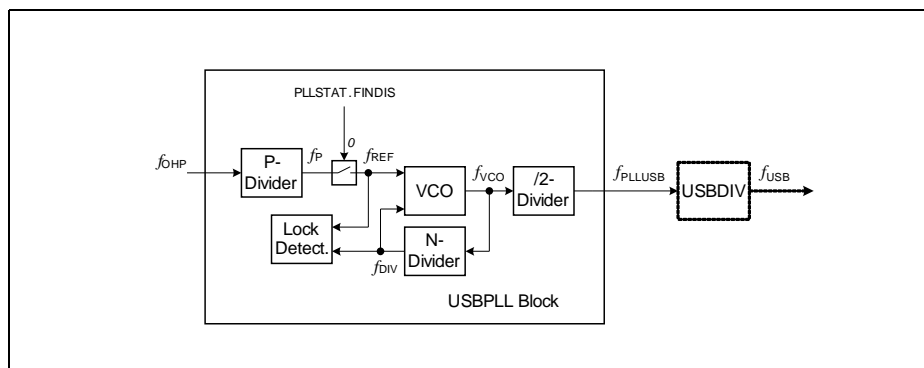 PLLSTAT.FINDIS
0
fOHP
P-
Divider
fP
fREF
VCO
fVCO
/2-
Divider
fPLLUSB
USBDIV
fUSB
Lock
Detect.
fDIV
N-
Divider
USBPLL Block